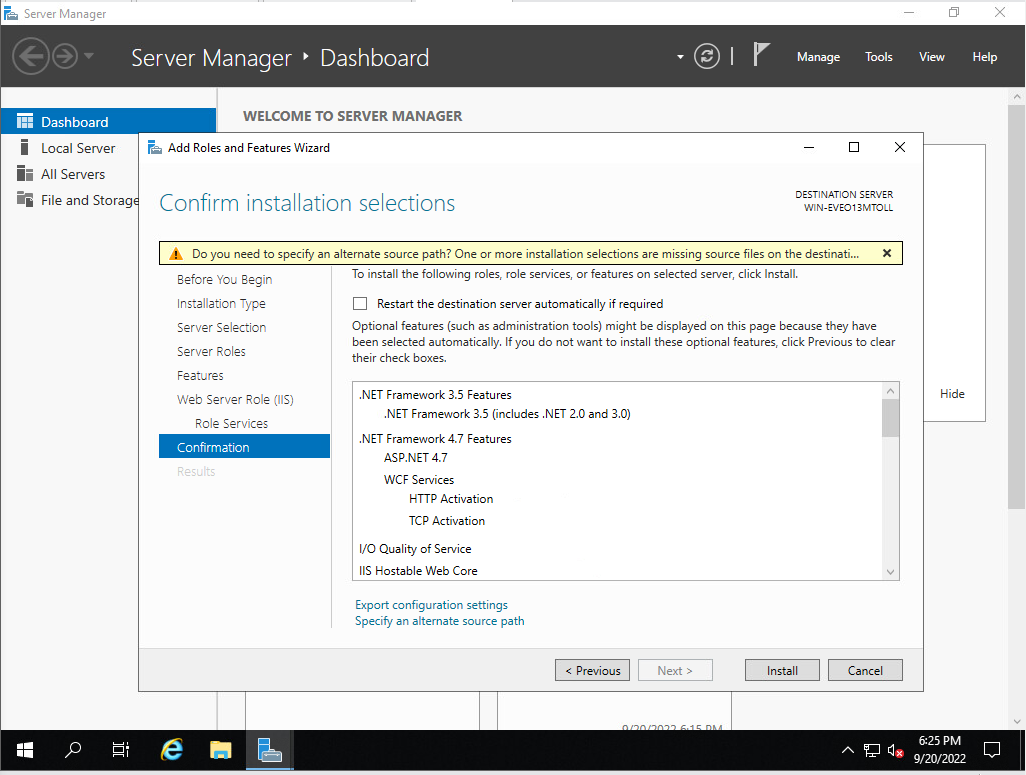 Server Manager
Server Manager ‣ Dashboard
Manage Tools View Help
Dashboard
Local Server
All Servers
File and Storage
WELCOME TO SERVER MANAGER
Hide
Add Roles and Features Wizard
Confirm installation selections
DESTINATION SERVER
WIN-EVEO13MTOLL
Do you need to specify an alternate source path? One or more installation selections are missing source files on the destinati...
Before You Begin
Installation Type
Server Selection
Server Roles
Features
Web Server Role (IIS)
Role Services
Confirmation
Results
To install the following roles, role services, or features on selected server, click Install.
Restart the destination server automatically if required
Optional features (such as administration tools) might be displayed on this page because they have
been selected automatically. If you do not want to install these optional features, click Previous to clear
their check boxes.
.NET Framework 3.5 Features
.NET Framework 3.5 (includes .NET 2.0 and 3.0)
.NET Framework 4.7 Features
ASP.NET 4.7
WCF Services
HTTP Activation
TCP Activation
I/O Quality of Service
IIS Hostable Web Core
Export configuration settings
Specify an alternate source path
< Previous Next > Install Cancel
9/20/2022 6:15 PM
6:25 PM
9/20/2022